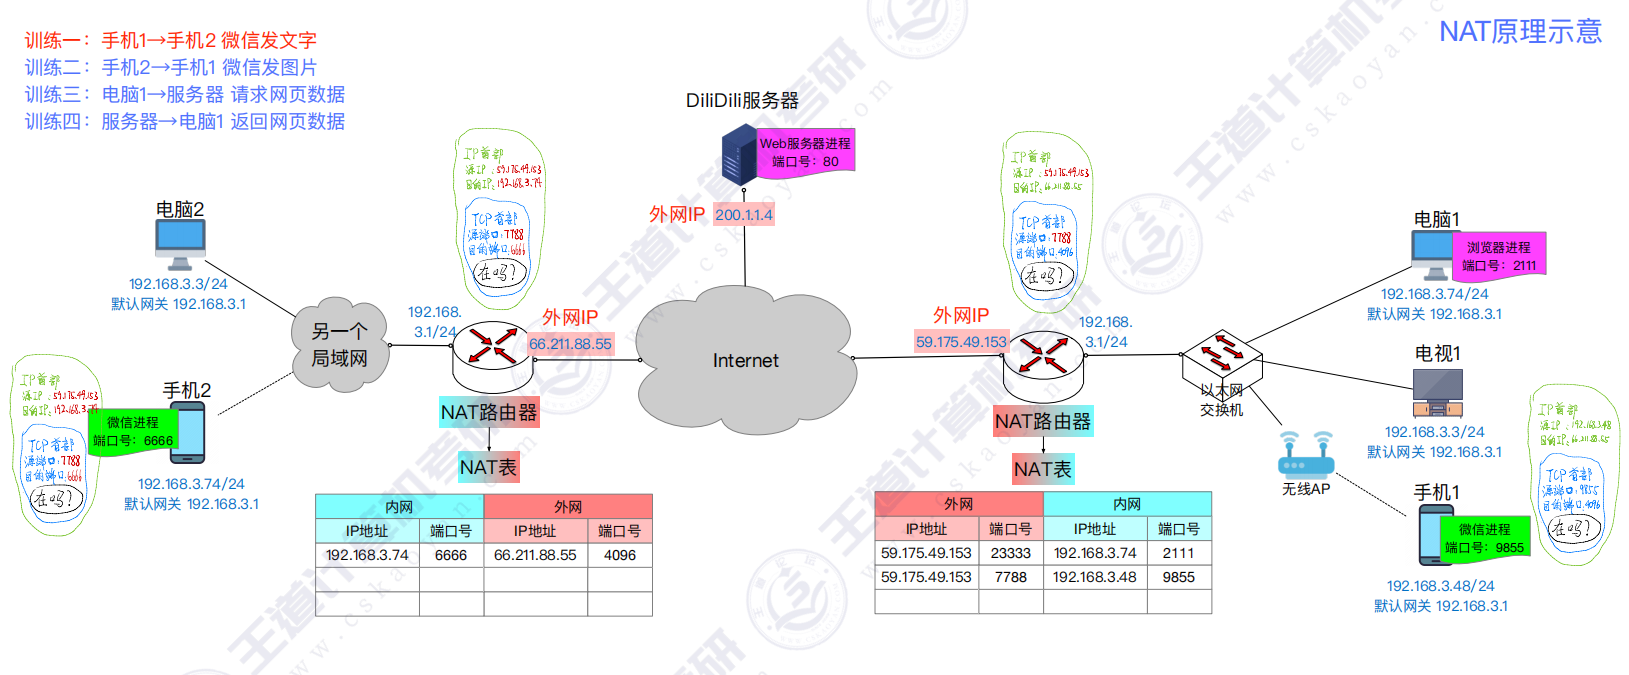 NAT原理示意
训练一：手机1→手机2 微信发文字
训练二：手机2→手机1 微信发图片
训练三：电脑1→服务器 请求网页数据
训练四：服务器→电脑1 返回网页数据
DiliDili服务器
Web服务器进程
端口号：80
外网IP 200.1.1.4
IP首部
源IP：59.175.49.153
目的IP：192.168.3.74
TCP首部
源端口：7788
目的端口：6666
在吗？
IP首部
源IP：59.175.49.153
目的IP：66.211.88.55
TCP首部
源端口：7788
目的端口：4096
在吗？
电脑2
192.168.3.3/24
默认网关 192.168.3.1
另一个
局域网
192.168.
3.1/24
外网IP
66.211.88.55
NAT路由器
NAT表
Internet
外网IP
59.175.49.153
192.168.
3.1/24
NAT路由器
NAT表
以太网
交换机
电脑1
浏览器进程
端口号：2111
192.168.3.74/24
默认网关 192.168.3.1
电视1
192.168.3.3/24
默认网关 192.168.3.1
无线AP
手机1
微信进程
端口号：9855
192.168.3.48/24
默认网关 192.168.3.1
IP首部
源IP：192.168.3.48
目的IP：66.211.88.55
TCP首部
源端口：9855
目的端口：4096
在吗？
手机2
微信进程
端口号：6666
192.168.3.74/24
默认网关 192.168.3.1
IP首部
源IP：59.175.49.153
目的IP：192.168.3.74
TCP首部
源端口：7788
目的端口：6666
在吗？
内网 外网
IP地址 端口号 IP地址 端口号
192.168.3.74 6666 66.211.88.55 4096
外网 内网
IP地址 端口号 IP地址 端口号
59.175.49.153 23333 192.168.3.74 2111
59.175.49.153 7788 192.168.3.48 9855
王道计算机考研
www.cskaoyan.com